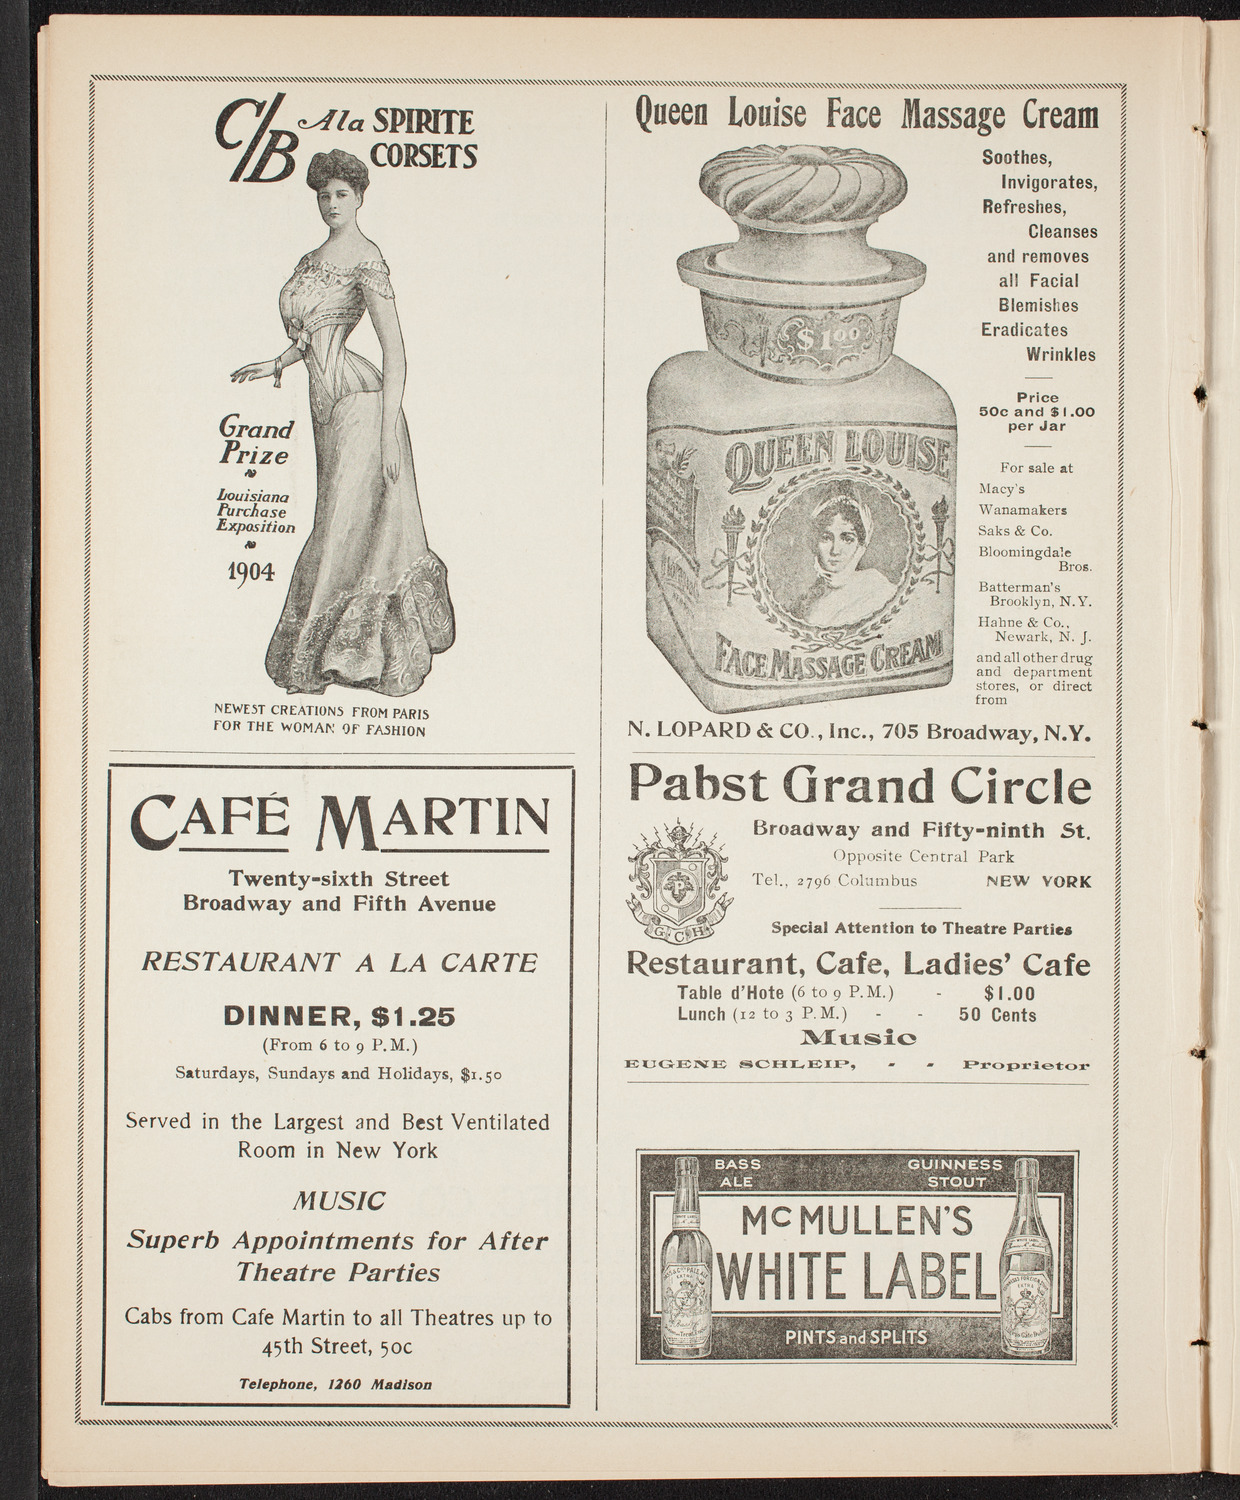 C/B Ala SPIRITE
CORSETS
Grand
Prize
Louisiana
Purchase
Exposition
1904
NEWEST CREATIONS FROM PARIS
FOR THE WOMAN OF FASHION
CAFÉ MARTIN
Twenty-sixth Street
Broadway and Fifth Avenue
RESTAURANT A LA CARTE
DINNER, $1.25
(From 6 to 9 P.M.)
Saturdays, Sundays and Holidays, $1.50
Served in the Largest and Best Ventilated
Room in New York
MUSIC
Superb Appointments for After
Theatre Parties
Cabs from Cafe Martin to all Theatres up to
45th Street, 50c
Telephone, 1260 Madison
Queen Louise Face Massage Cream
Soothes,
Invigorates,
Refreshes,
Cleanses
and removes
all Facial
Blemishes
Eradicates
Wrinkles
Price
50c and $1.00
per Jar
For sale at
Macy's
Wanamakers
Saks & Co.
Bloomingdale
Bros.
Batterman's
Brooklyn, N.Y.
Hahne & Co.,
Newark, N. J.
and all other drug
and department
stores, or direct
from
$1.00
QUEEN LOUISE
FACE MASSAGE CREAM
N. LOPARD & CO., Inc., 705 Broadway, N.Y.
Pabst Grand Circle
Broadway and Fifty-ninth St.
Opposite Central Park
Tel., 2796 Columbus NEW YORK
P
G.C.H.
Special Attention to Theatre Parties
Restaurant, Cafe, Ladies' Cafe
Table d'Hote (6 to 9 P.M.) - $1.00
Lunch (12 to 3 P.M.) - - 50 Cents
Music
EUGENE SCHLEIP, - - Proprietor
BASS
ALE
GUINNESS
STOUT
McMULLEN'S
WHITE LABEL
PINTS and SPLITS